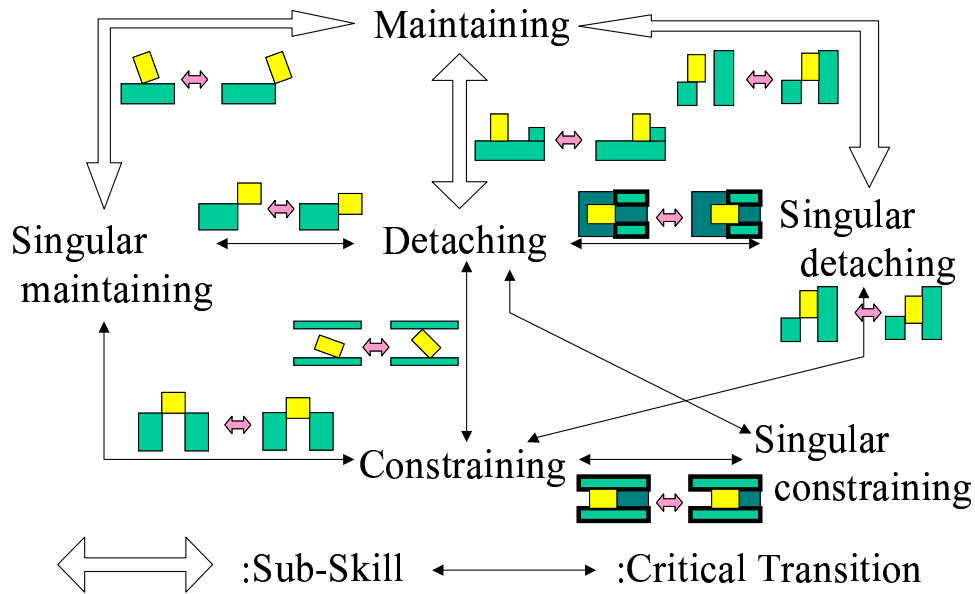 Maintaining
Singular
maintaining
Detaching
Singular
detaching
Constraining
Singular
constraining
:Sub-Skill
:Critical Transition